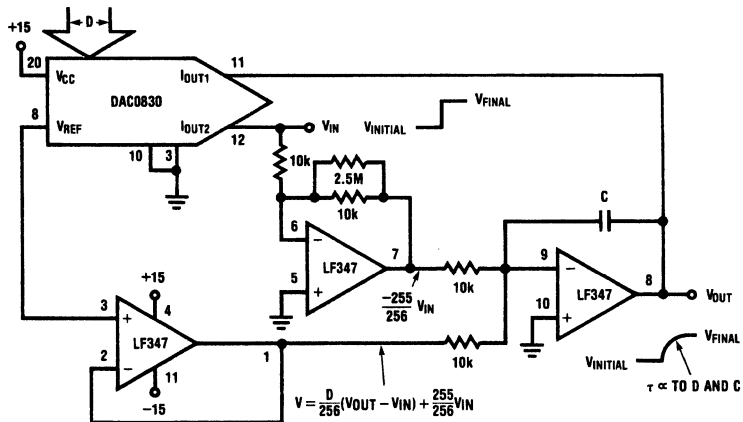 D
+15
20
VCC
DAC0830
IOUT1
11
8
VREF
IOUT2
12
VIN
VINITIAL
VFINAL
10
3
10k
2.5M
10k
C
6
−
7
LF347
5
+
−255/256 VIN
10k
9
−
8
LF347
10
+
VOUT
+15
3
+
4
LF347
2
−
11
−15
1
10k
V = D/256 (VOUT − VIN) + 255/256 VIN
VINITIAL
VFINAL
τ ∝ TO D AND C